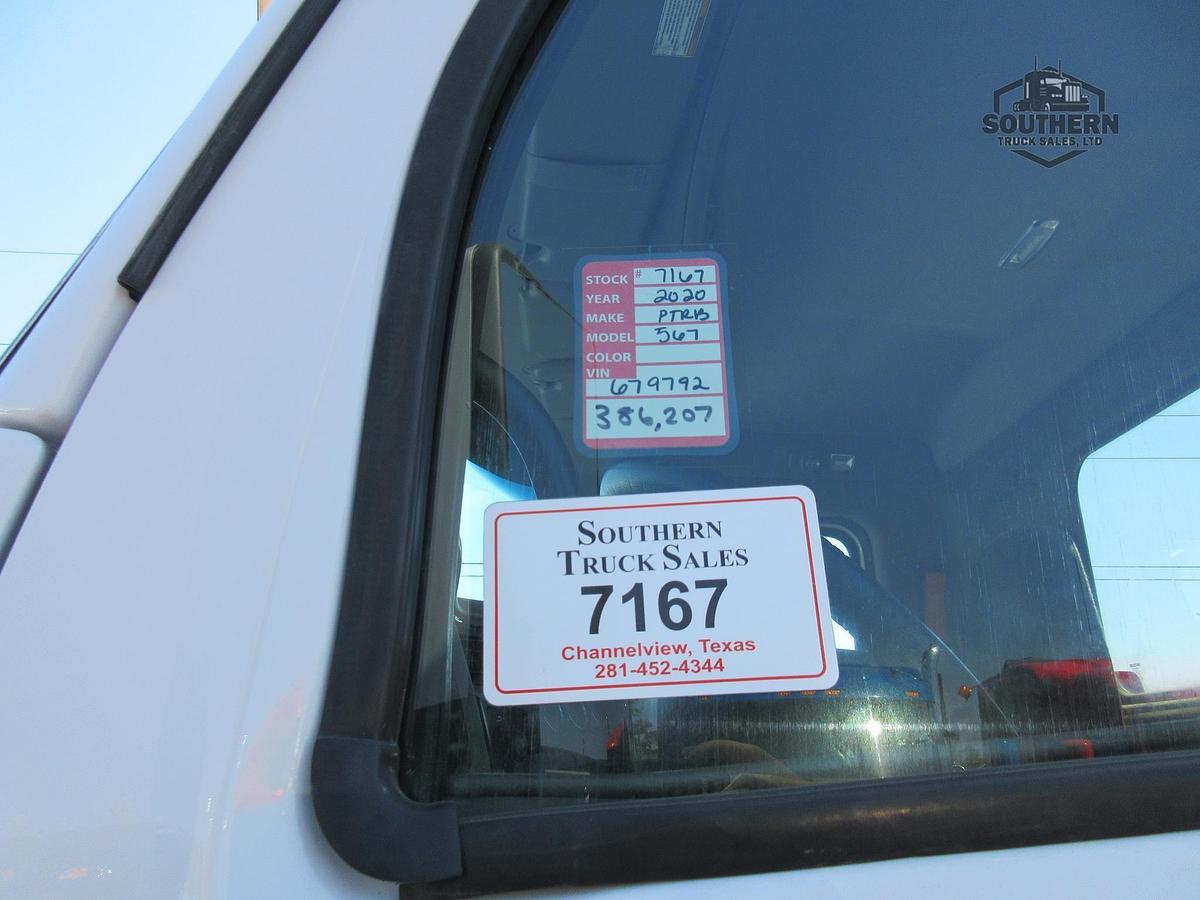 SOUTHERN
TRUCK SALES, LTD
STOCK # 7167
YEAR 2020
MAKE PTRB
MODEL 567
COLOR
VIN
679792
386,207
SOUTHERN
TRUCK SALES
7167
Channelview, Texas
281-452-4344